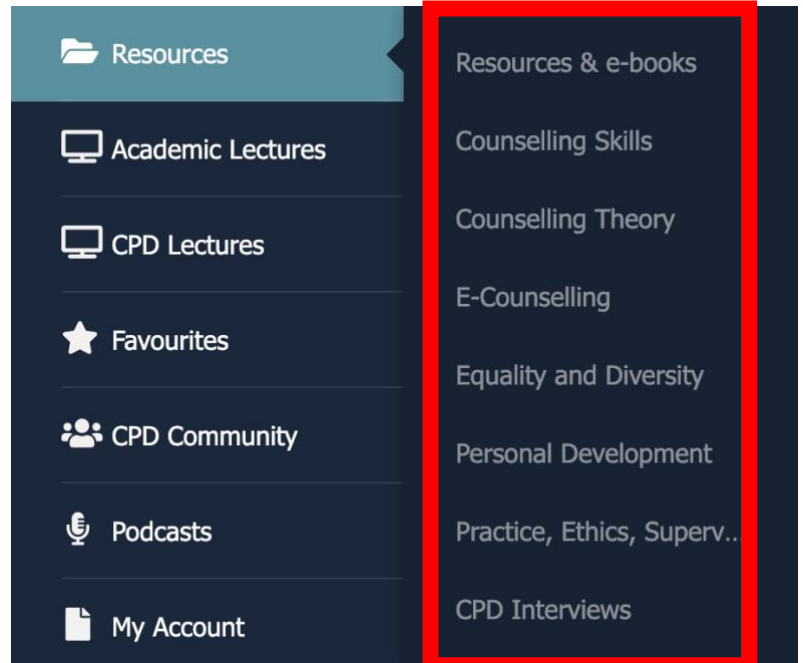 Resources
Academic Lectures
CPD Lectures
Favourites
CPD Community
Podcasts
My Account
Resources & e-books
Counselling Skills
Counselling Theory
E-Counselling
Equality and Diversity
Personal Development
Practice, Ethics, Superv...
CPD Interviews